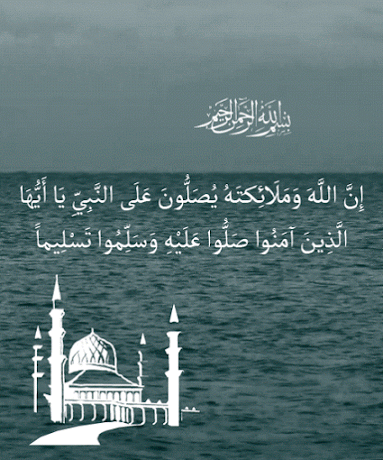 بسم الله الرحمن الرحيم
إِنَّ اللَّهَ وَمَلَائِكَتَهُ يُصَلُّونَ عَلَى النَّبِيِّ يَا أَيُّهَا
الَّذِينَ آمَنُوا صَلُّوا عَلَيْهِ وَسَلِّمُوا تَسْلِيماً